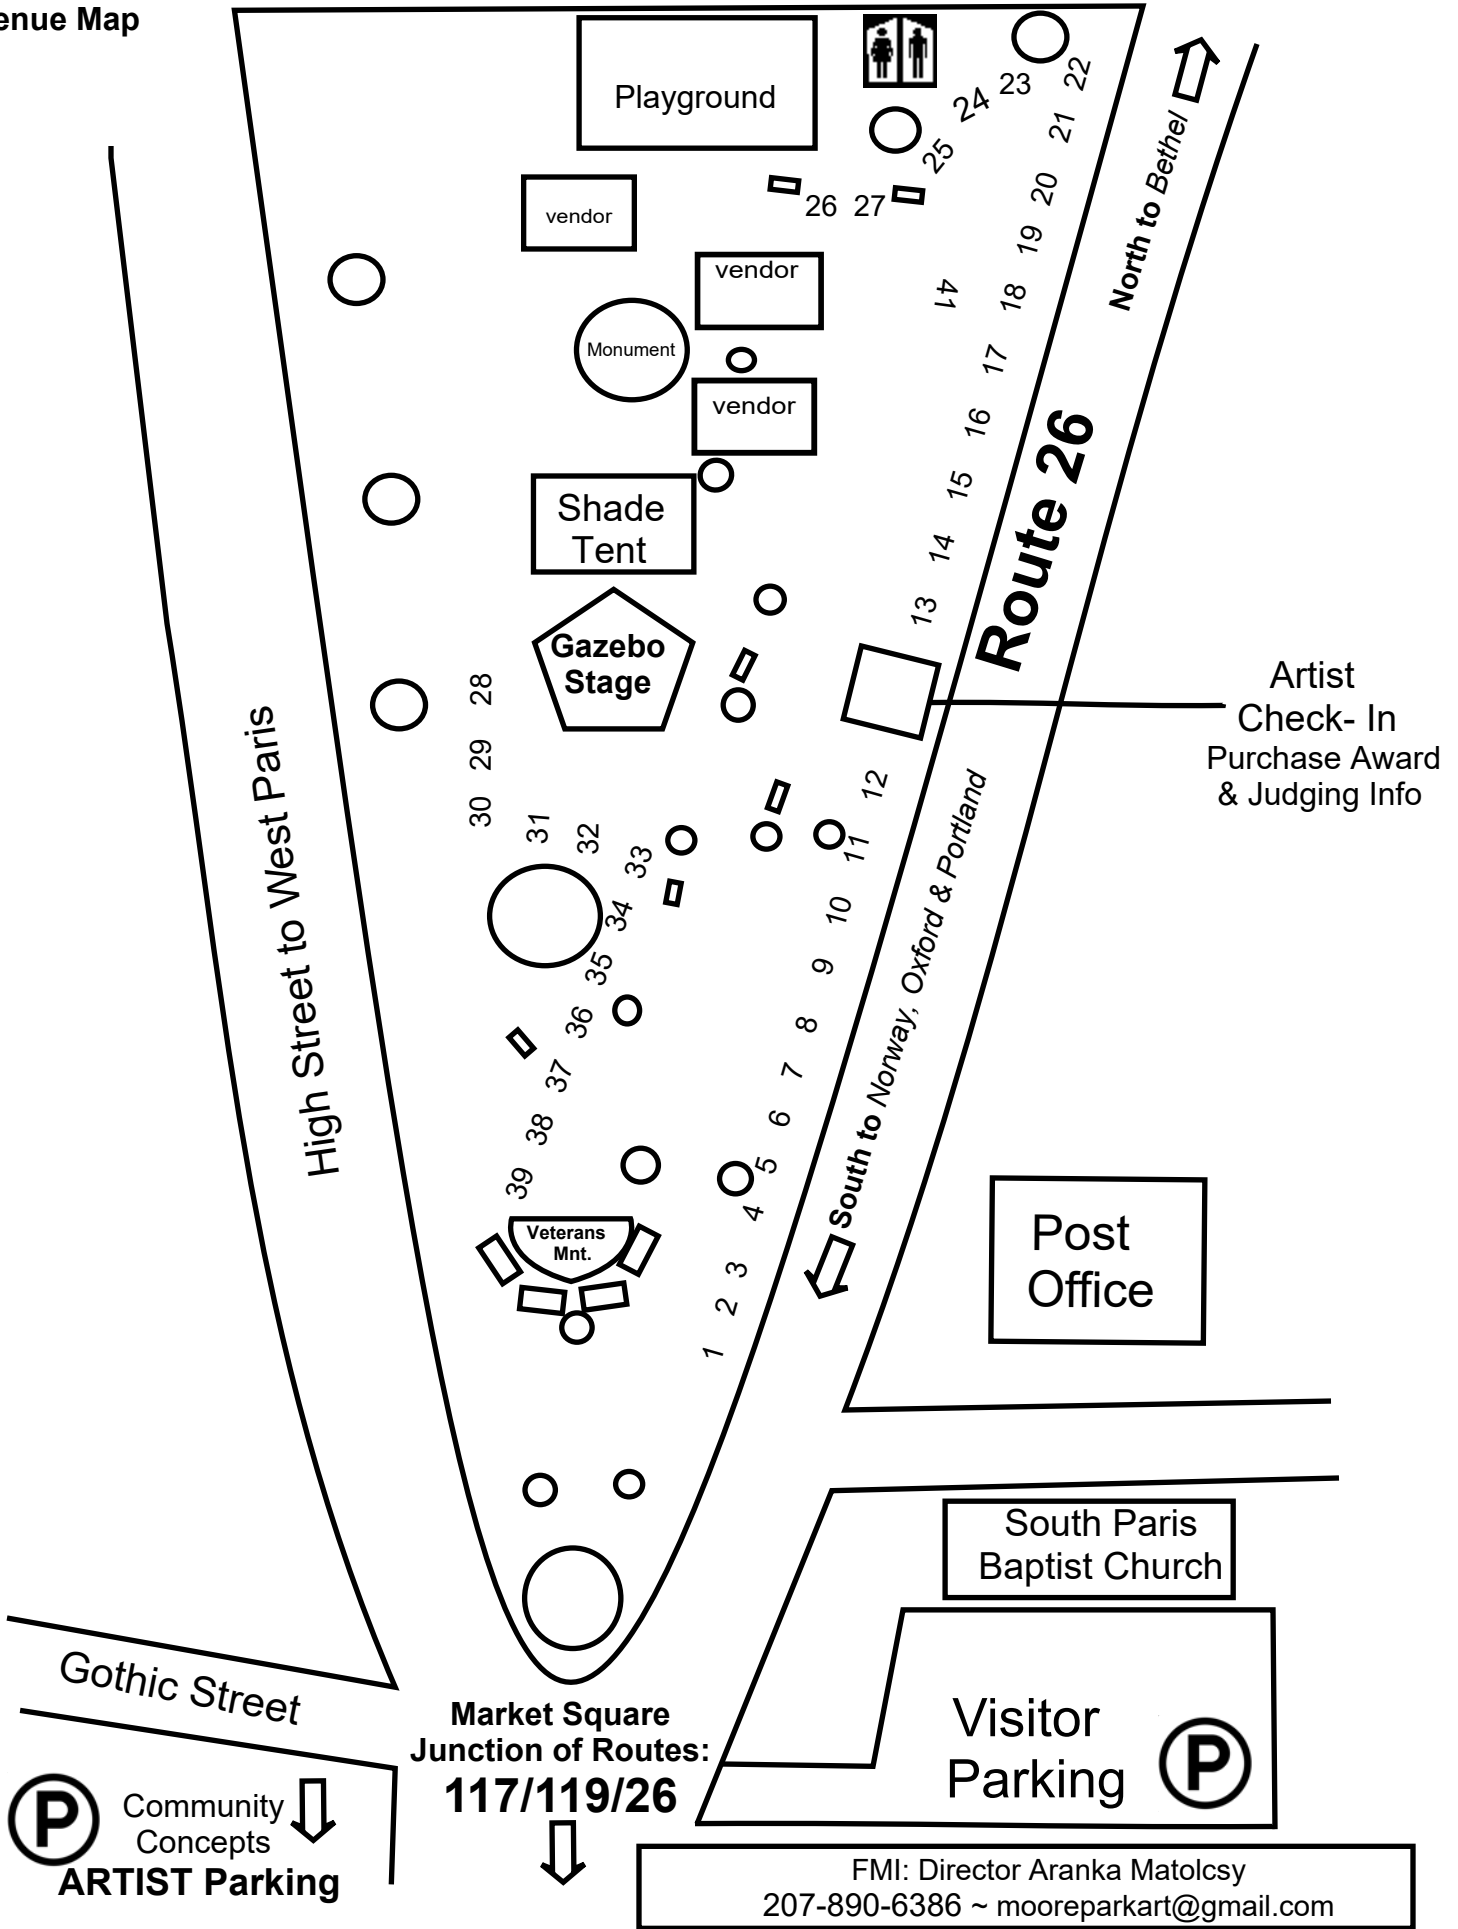 enue Map
Playground
22
23
24
21
25
20
26 27
vendor
19
vendor
41
18
Monument
17
vendor
16
15
Shade
Tent
14
13
Route 26
North to Bethel
Gazebo
Stage
28
29
30
Artist
Check- In
Purchase Award
& Judging Info
12
31
32
33
11
34
10
35
9
36
8
37
7
38
6
39
5
4
High Street to West Paris
South to Norway, Oxford & Portland
Veterans
Mnt.
3
2
1
Post
Office
South Paris
Baptist Church
Gothic Street
Market Square
Junction of Routes:
117/119/26
Visitor
Parking
P
P
Community
Concepts
ARTIST Parking
FMI: Director Aranka Matolcsy
207-890-6386 ~ mooreparkart@gmail.com